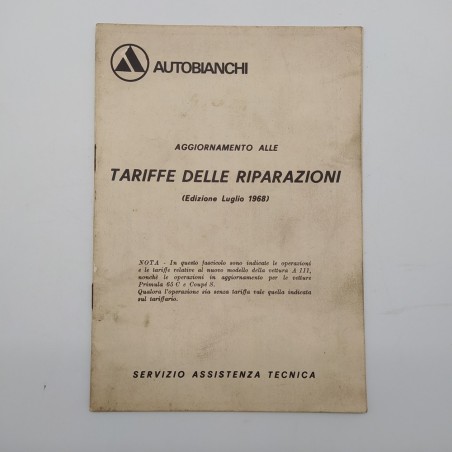 AUTOBIANCHI
AGGIORNAMENTO ALLE
TARIFFE DELLE RIPARAZIONI
(Edizione Luglio 1968)
NOTA - In questo fascicolo sono indicate le operazioni
e le tariffe relative al nuovo modello della vettura A 111,
nonchè le operazioni in aggiornamento per le vetture
Primula 65 C e Coupé S.
Qualora l'operazione sia senza tariffa vale quella indicata
sul tariffario.
SERVIZIO ASSISTENZA TECNICA